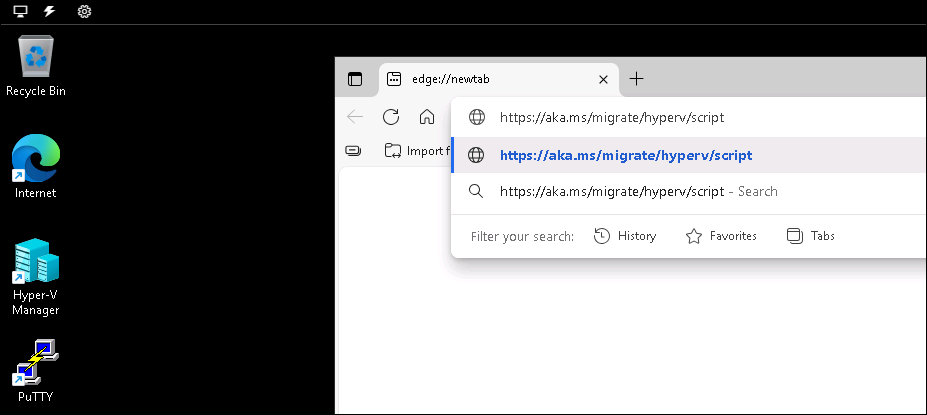 Recycle Bin
Internet
Hyper-V
Manager
PuTTY
edge://newtab
https://aka.ms/migrate/hyperv/script
Import f
https://aka.ms/migrate/hyperv/script
https://aka.ms/migrate/hyperv/script - Search
Filter your search:
History
Favorites
Tabs